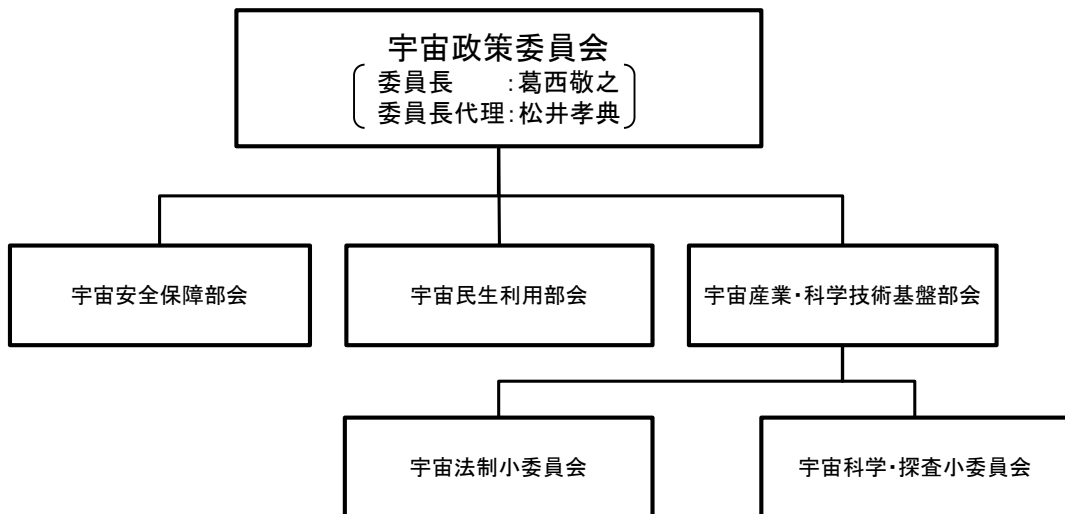 宇宙政策委員会
委員長　　:葛西敬之
委員長代理:松井孝典
宇宙安全保障部会
宇宙民生利用部会
宇宙産業・科学技術基盤部会
宇宙法制小委員会
宇宙科学・探査小委員会